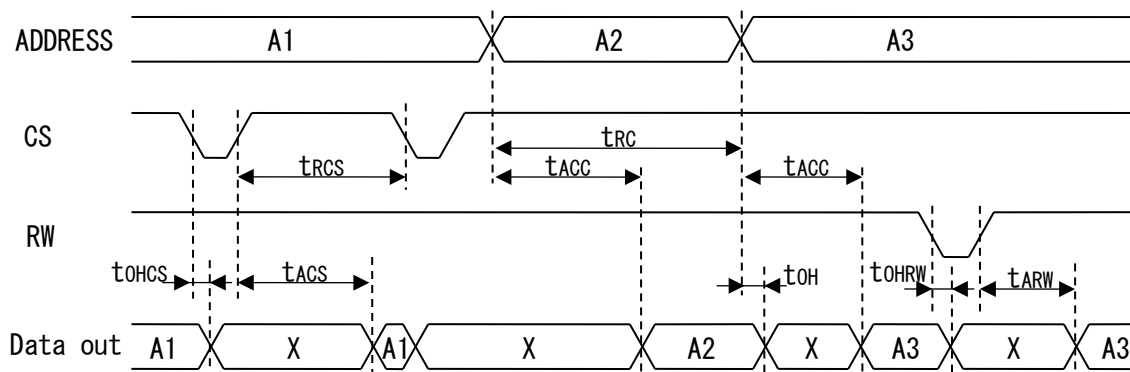 ADDRESS A1 A2 A3
CS
tRC
tRCS tACC tACC
RW
tOHCS tACS tOH tOHRW tARW
Data out A1 X A1 X A2 X A3 X A3